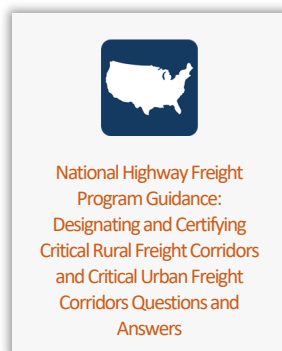 National Highway Freight
Program Guidance:
Designating and Certifying
Critical Rural Freight Corridors
and Critical Urban Freight
Corridors Questions and
Answers